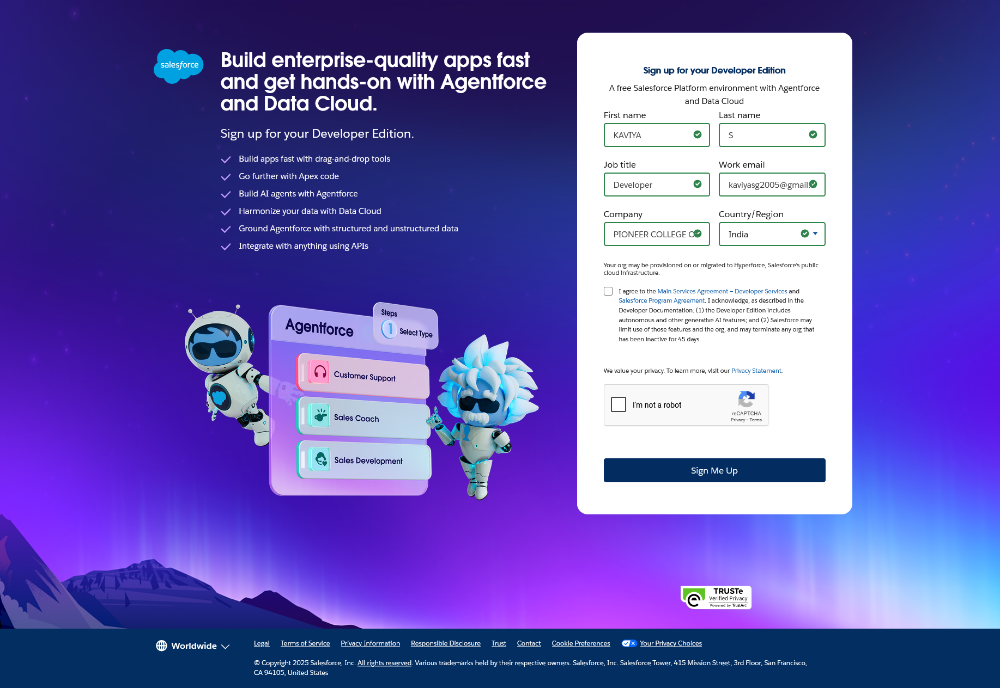 salesforce
Build enterprise-quality apps fast
and get hands-on with Agentforce
and Data Cloud.
Sign up for your Developer Edition.
Build apps fast with drag-and-drop tools
Go further with Apex code
Build AI agents with Agentforce
Harmonize your data with Data Cloud
Ground Agentforce with structured and unstructured data
Integrate with anything using APIs
Agentforce
Steps
1 Select Type
Customer Support
Sales Coach
Sales Development
Sign up for your Developer Edition
A free Salesforce Platform environment with Agentforce
and Data Cloud
First name Last name
KAVIYA S
Job title Work email
Developer kaviyasg2005@gmail.
Company Country/Region
PIONEER COLLEGE India
Your org may be provisioned on or migrated to Hyperforce, Salesforce's public
cloud infrastructure.
I agree to the Main Services Agreement – Developer Services and
Salesforce Program Agreement. I acknowledge, as described in the
Developer Documentation: (1) the Developer Edition includes
autonomous and other generative AI features; and (2) Salesforce may
limit use of those features and the org, and may terminate any org that
has been inactive for 45 days.
We value your privacy. To learn more, visit our Privacy Statement.
I'm not a robot
reCAPTCHA
Privacy - Terms
Sign Me Up
TRUSTe
Verified Privacy
Powered by TrustArc
Worldwide
Legal Terms of Service Privacy Information Responsible Disclosure Trust Contact Cookie Preferences Your Privacy Choices
© Copyright 2025 Salesforce, Inc. All rights reserved. Various trademarks held by their respective owners. Salesforce, Inc. Salesforce Tower, 415 Mission Street, 3rd Floor, San Francisco,
CA 94105, United States